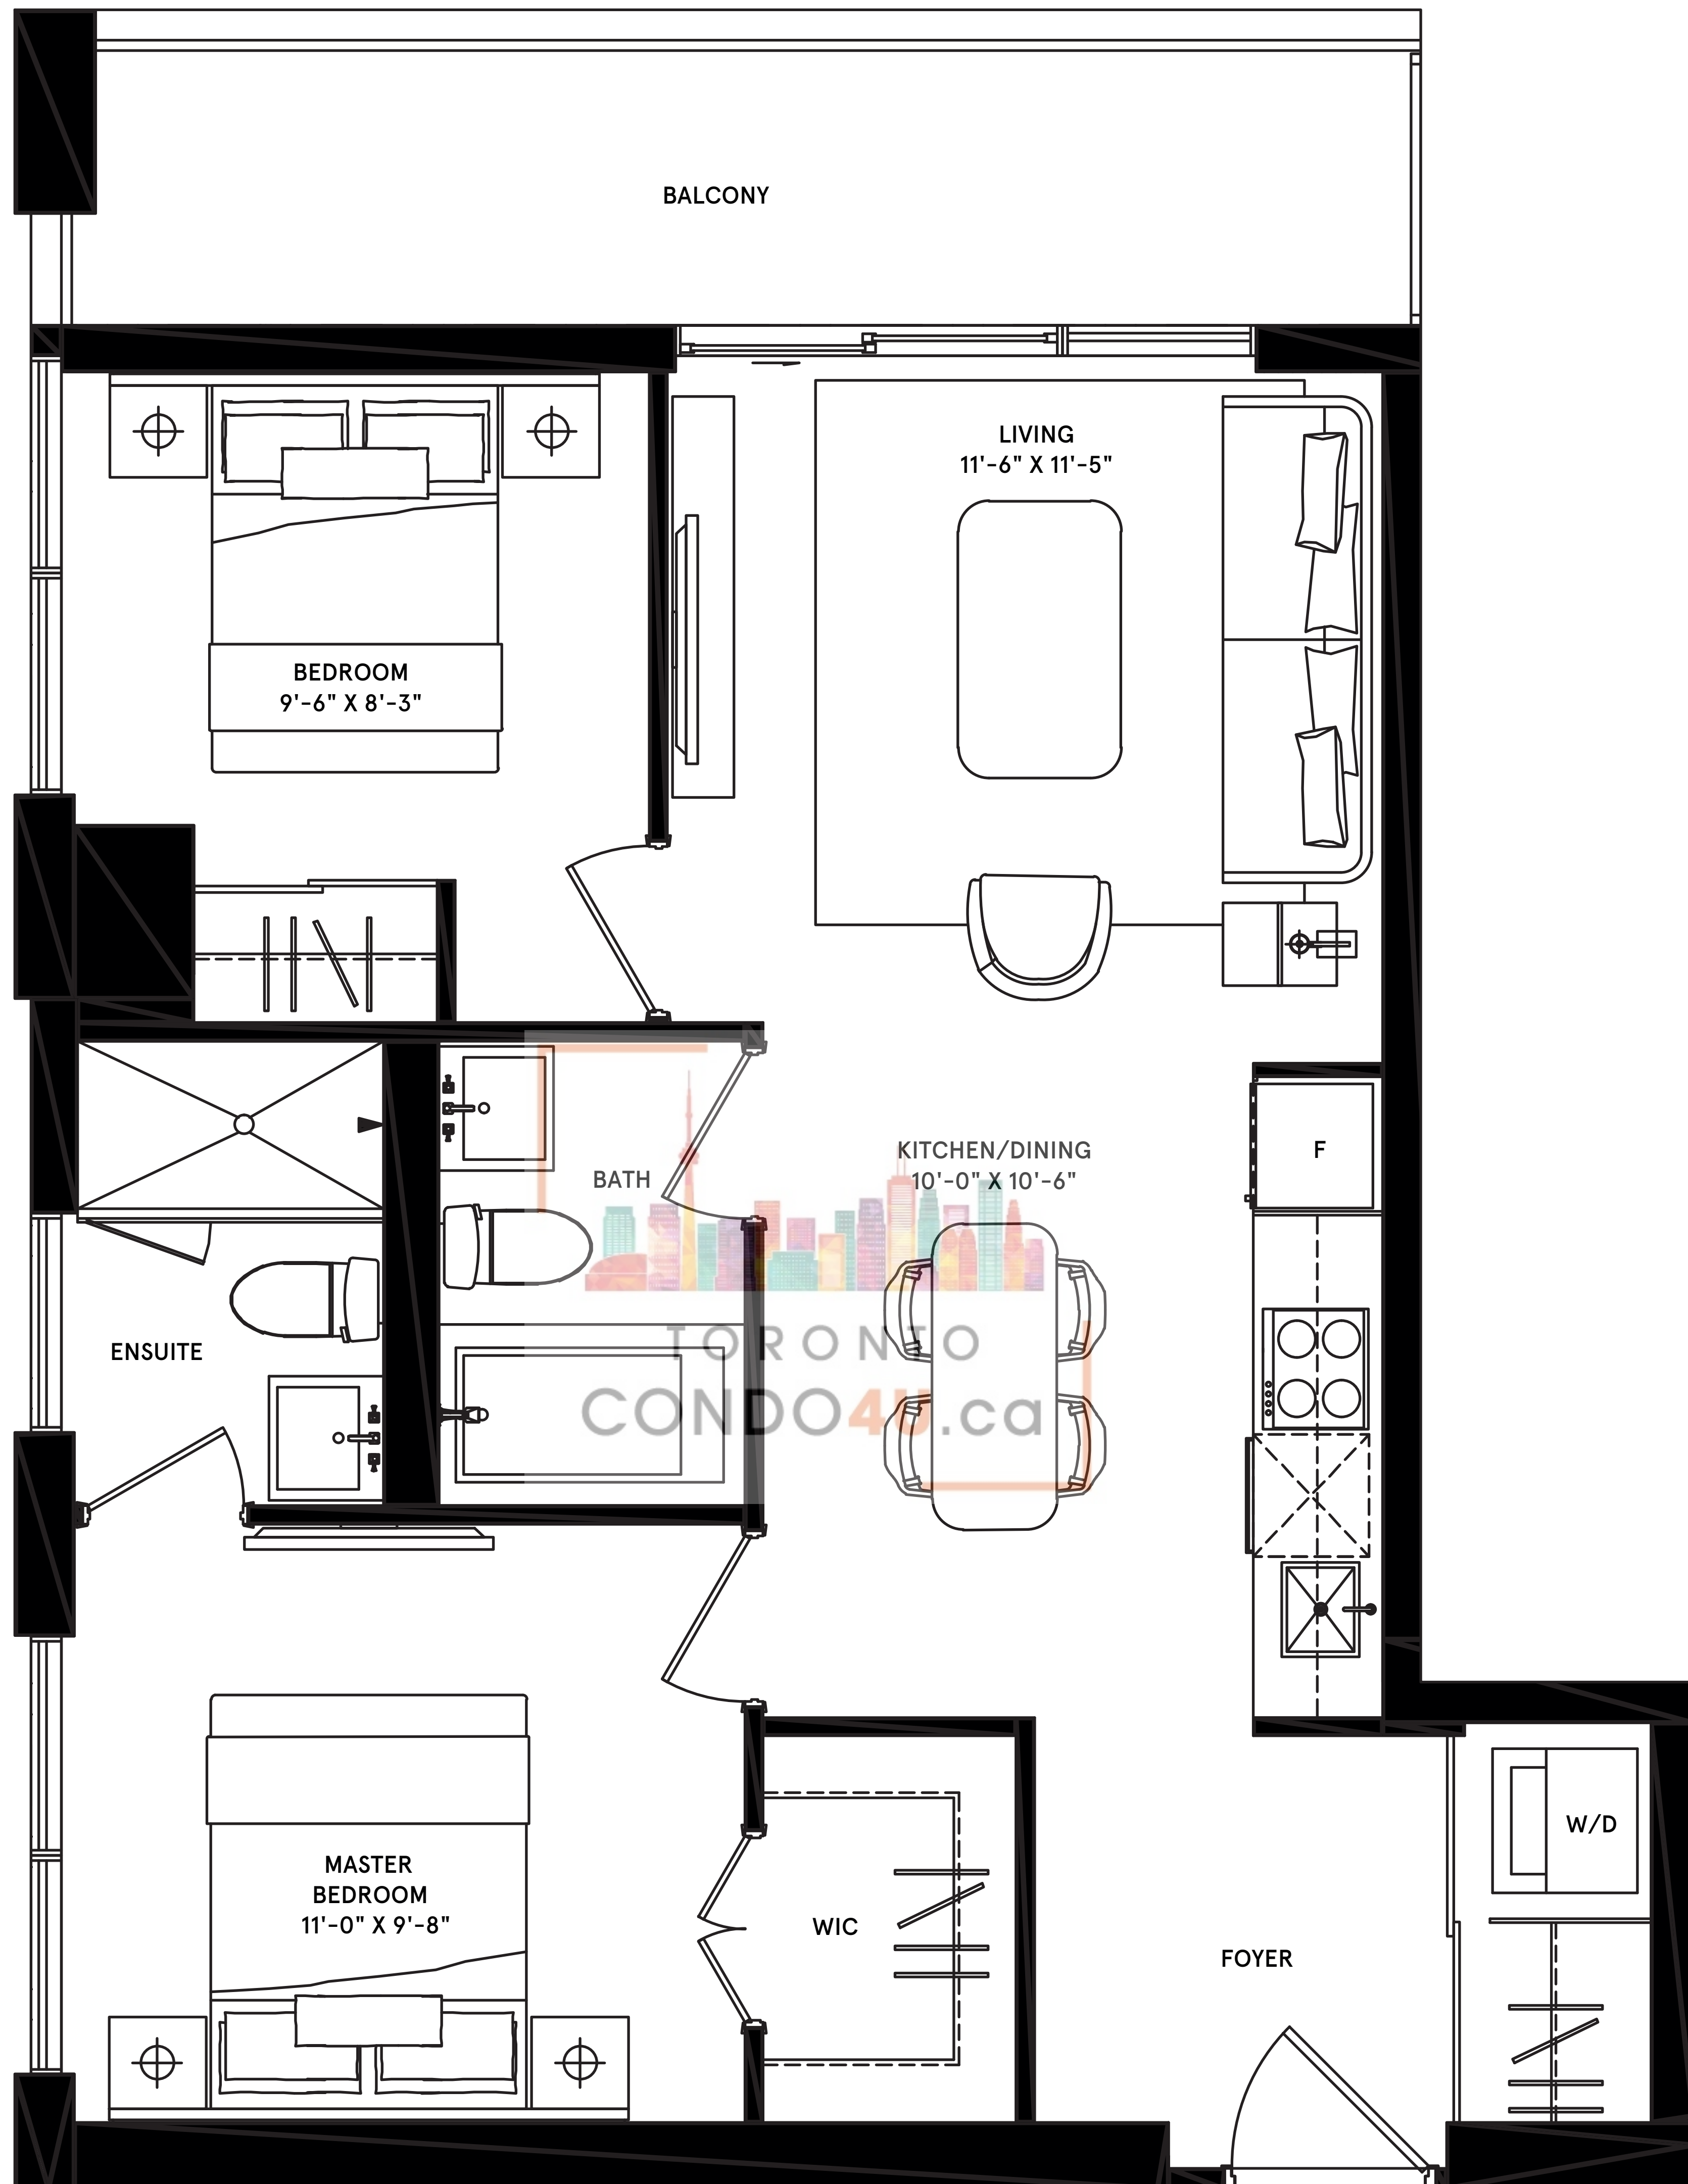 BALCONY
LIVING
11'-6" X 11'-5"
BEDROOM
9'-6" X 8'-3"
KITCHEN/DINING
10'-0" X 10'-6"
F
BATH
ENSUITE
TORONTO
CONDO4U.ca
W/D
MASTER
BEDROOM
11'-0" X 9'-8"
WIC
FOYER